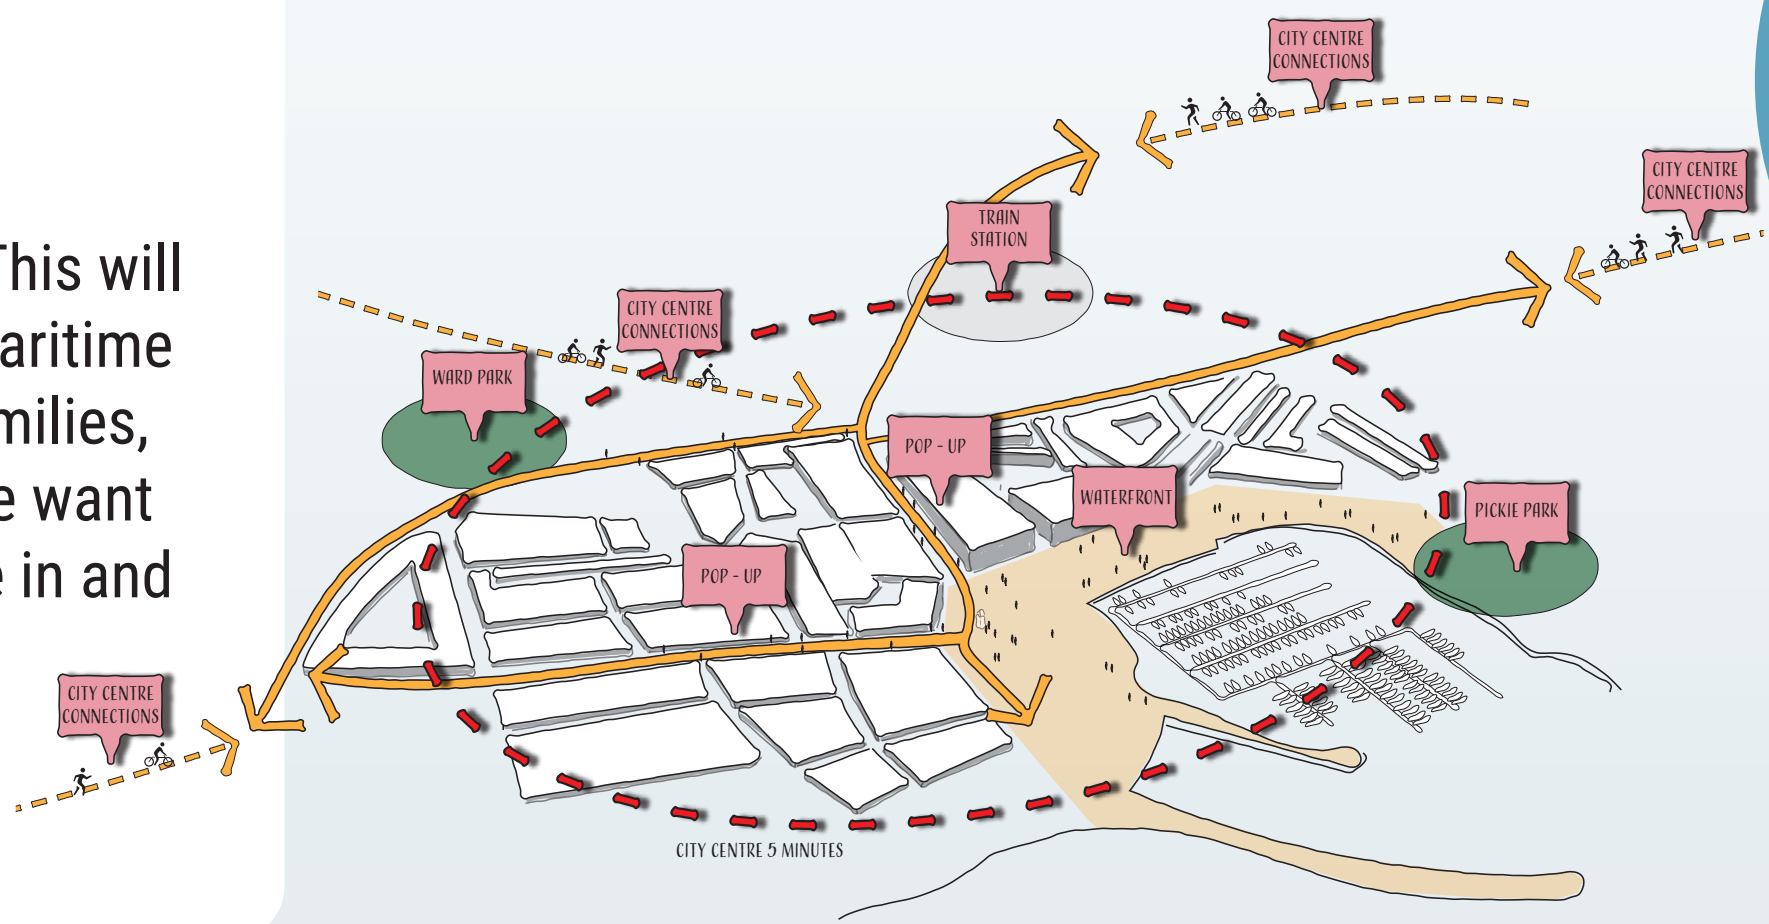 This will
aritime
milies,
e want
e in and
CITY CENTRE
CONNECTIONS
CITY CENTRE
CONNECTIONS
TRAIN
STATION
CITY CENTRE
CONNECTIONS
WARD PARK
POP - UP
WATERFRONT
PICKIE PARK
POP - UP
CITY CENTRE
CONNECTIONS
CITY CENTRE 5 MINUTES